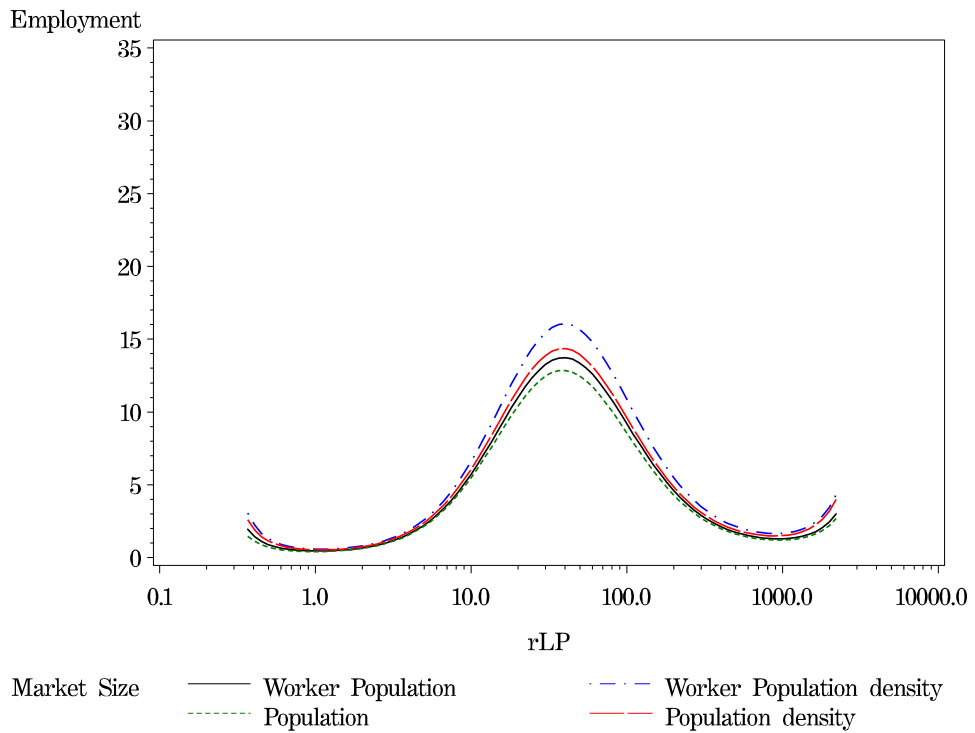 Employment
35
30
25
20
15
10
5
0
0.1 1.0 10.0 100.0 1000.0 10000.0
rLP
Market Size Worker Population Worker Population density
Population Population density